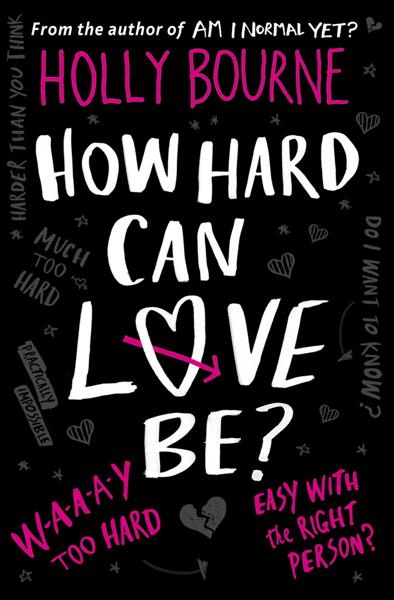 From the author of AM I NORMAL YET?
HOLLY BOURNE
* HARDER THAN YOU THINK
HOW HARD
CAN
LOVE
BE?
MUCH
TOO
HARD
DO I WANT TO KNOW?
PRACTICALLY
IMPOSSIBLE
W-A-A-A-Y
TOO HARD
EASY WITH
the RIGHT
PERSON?